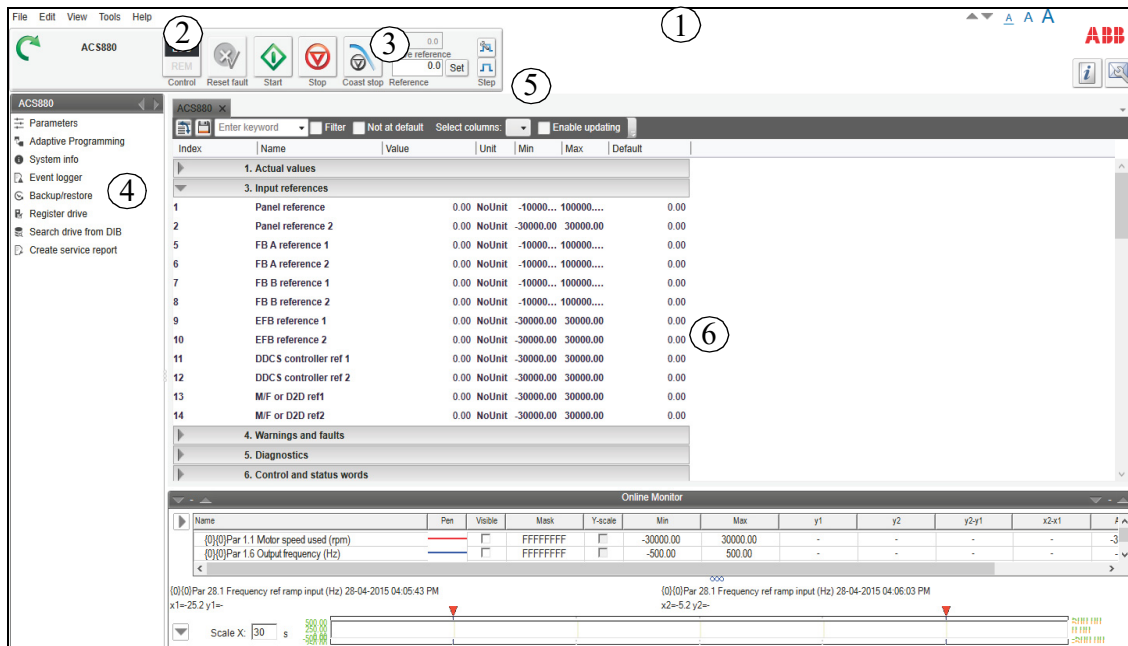 File Edit View Tools Help
1
A A A
ABB
ACS880
2
REM
Control
Reset fault
Start
Stop
Coast stop
3
0.0
reference
0.0 Set
Reference
Step
5
ACS880
Parameters
Adaptive Programming
System info
Event logger
Backup/restore
Register drive
Search drive from DIB
Create service report
4
ACS880 ×
Enter keyword Filter Not at default Select columns: Enable updating
Index Name Value Unit Min Max Default
1. Actual values
3. Input references
1 Panel reference 0.00 NoUnit -10000... 100000.... 0.00
2 Panel reference 2 0.00 NoUnit -30000.00 30000.00 0.00
5 FB A reference 1 0.00 NoUnit -10000... 100000.... 0.00
6 FB A reference 2 0.00 NoUnit -10000... 100000.... 0.00
7 FB B reference 1 0.00 NoUnit -10000... 100000.... 0.00
8 FB B reference 2 0.00 NoUnit -10000... 100000.... 0.00
9 EFB reference 1 0.00 NoUnit -30000.00 30000.00 0.00
10 EFB reference 2 0.00 NoUnit -30000.00 30000.00 0.00
11 DDCS controller ref 1 0.00 NoUnit -30000.00 30000.00 0.00
12 DDCS controller ref 2 0.00 NoUnit -30000.00 30000.00 0.00
13 M/F or D2D ref1 0.00 NoUnit -30000.00 30000.00 0.00
14 M/F or D2D ref2 0.00 NoUnit -30000.00 30000.00 0.00
6
4. Warnings and faults
5. Diagnostics
6. Control and status words
Online Monitor
Name Pen Visible Mask Y-scale Min Max y1 y2 y2-y1 x2-x1
{0}{0}Par 1.1 Motor speed used (rpm) FFFFFFFF -30000.00 30000.00 - - - - -3
{0}{0}Par 1.6 Output frequency (Hz) FFFFFFFF -500.00 500.00 - - - - -
{0}{0}Par 28.1 Frequency ref ramp input (Hz) 28-04-2015 04:05:43 PM
x1=-25.2 y1=-
{0}{0}Par 28.1 Frequency ref ramp input (Hz) 28-04-2015 04:06:03 PM
x2=-5.2 y2=-
Scale X: 30 s
500.00
250.00